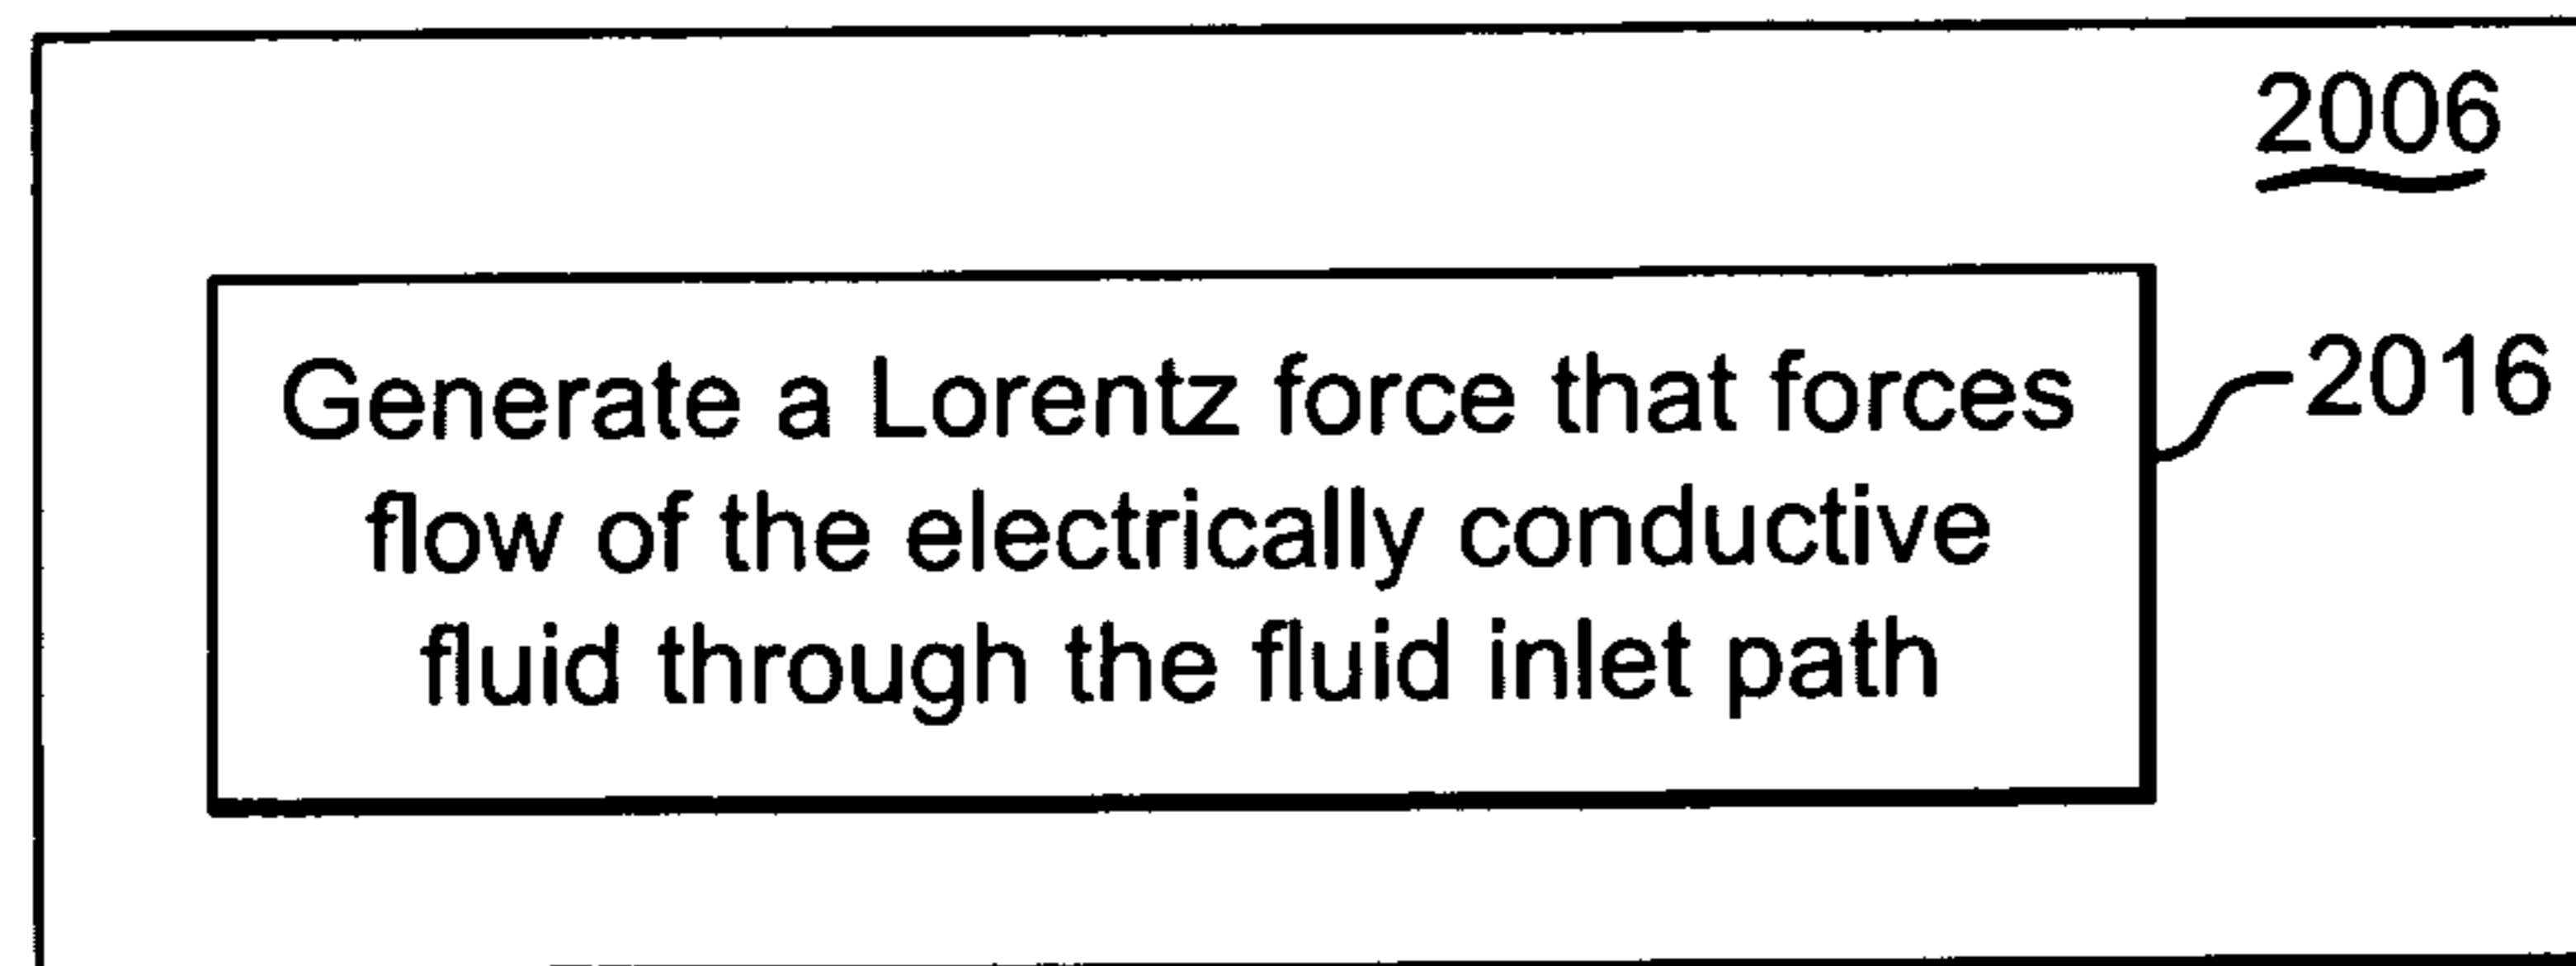 2006
Generate a Lorentz force that forces
2016
flow of the electrically conductive
fluid through the fluid inlet path